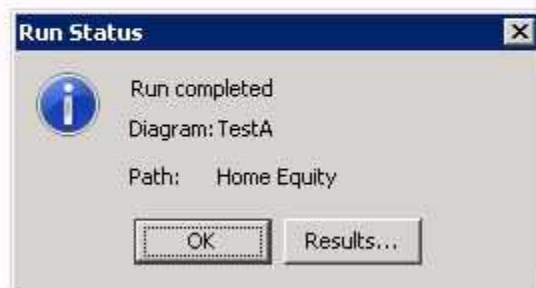 Run Status
Run completed
Diagram: TestA
Path: Home Equity
OK Results...